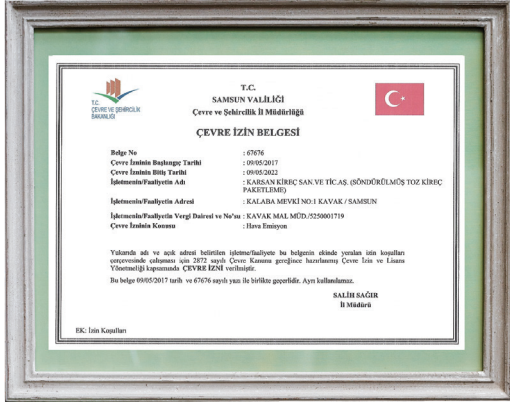 T.C.
ÇEVRE VE ŞEHİRCİLİK
BAKANLIĞI
T.C.
SAMSUN VALİLİĞİ
Çevre ve Şehircilik İl Müdürlüğü
ÇEVRE İZİN BELGESİ
Belge No : 67676
Çevre İzninin Başlangıç Tarihi : 09/05/2017
Çevre İzninin Bitiş Tarihi : 09/05/2022
İşletmenin/Faaliyetin Adı : KARSAN KİREÇ SAN.VE TİC.AŞ. (SÖNDÜRÜLMÜŞ TOZ KİREÇ
PAKETLEME)
İşletmenin/Faaliyetin Adresi : KALABA MEVKİ NO:1 KAVAK / SAMSUN
İşletmenin/Faaliyetin Vergi Dairesi ve No'su : KAVAK MAL MÜD./5250001719
Çevre İzninin Konusu : Hava Emisyon
Yukarıda adı ve açık adresi belirtilen işletme/faaliyete bu belgenin ekinde yeralan izin koşulları
çerçevesinde çalışması için 2872 sayılı Çevre Kanunu gereğince hazırlanmış Çevre İzin ve Lisans
Yönetmeliği kapsamında ÇEVRE İZNİ verilmiştir.
Bu belge 09/05/2017 tarih ve 67676 sayılı yazı ile birlikte geçerlidir. Ayrı kullanılamaz.
SALİH SAĞIR
İl Müdürü
EK: İzin Koşulları